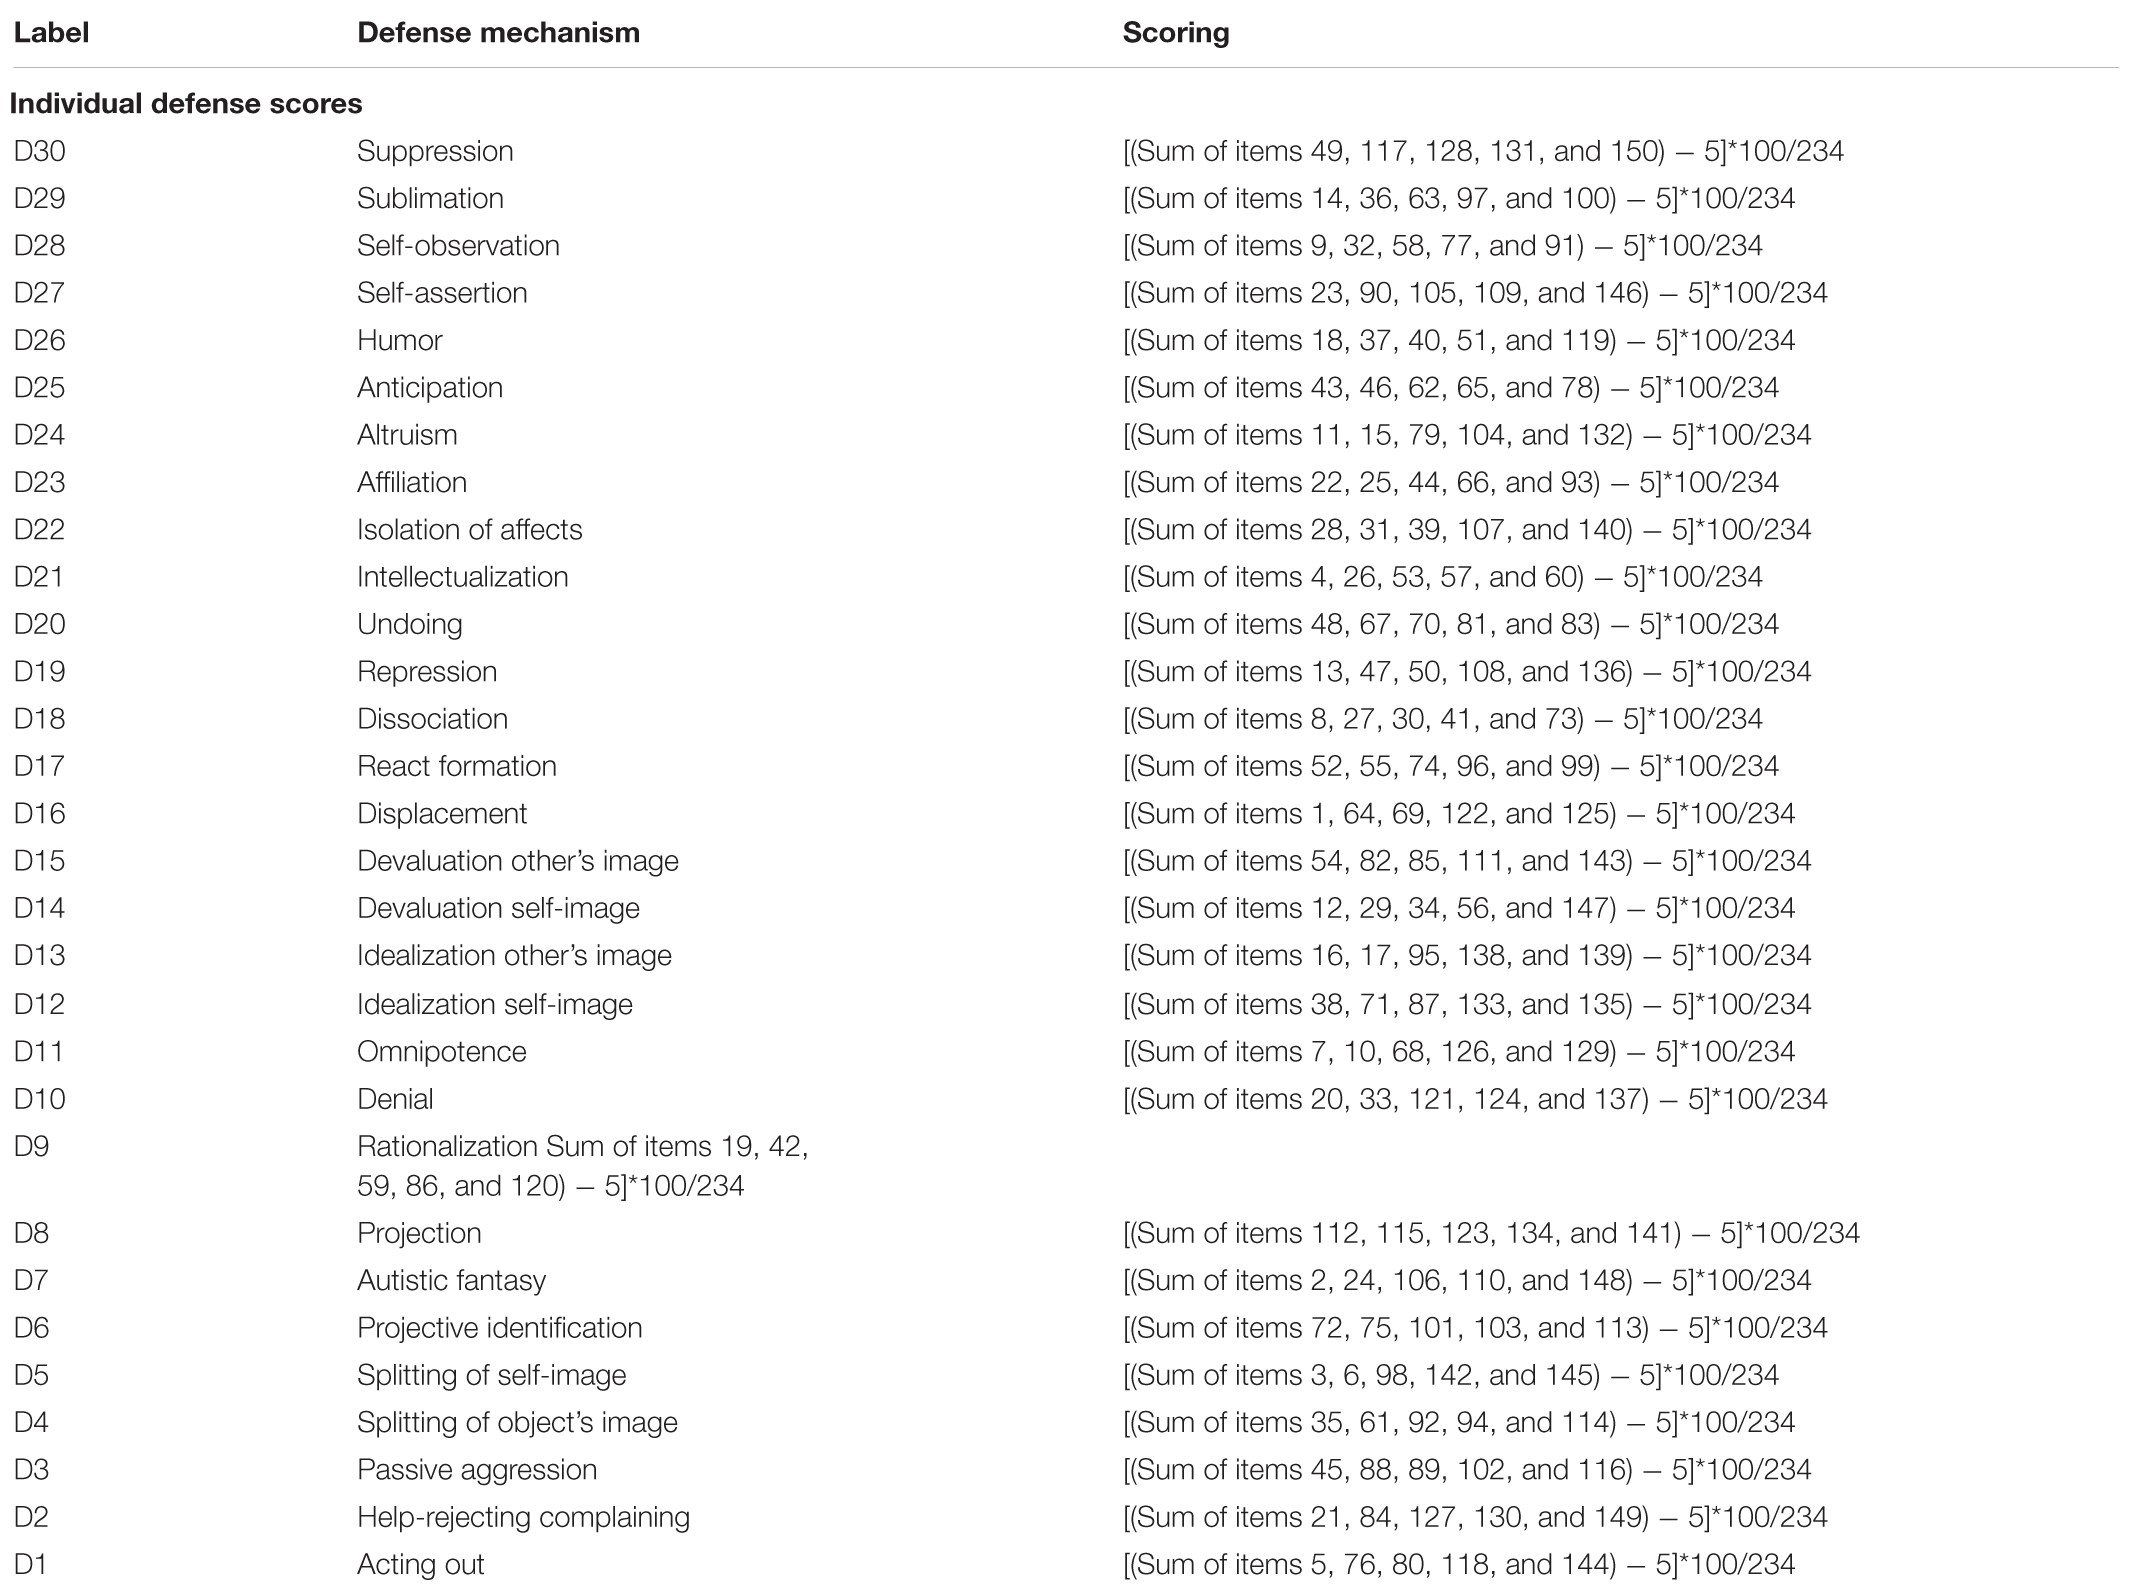 Label Defense mechanism Scoring
Individual defense scores
D30 Suppression [(Sum of items 49, 117, 128, 131, and 150) – 5]*100/234
D29 Sublimation [(Sum of items 14, 36, 63, 97, and 100) – 5]*100/234
D28 Self-observation [(Sum of items 9, 32, 58, 77, and 91) – 5]*100/234
D27 Self-assertion [(Sum of items 23, 90, 105, 109, and 146) – 5]*100/234
D26 Humor [(Sum of items 18, 37, 40, 51, and 119) – 5]*100/234
D25 Anticipation [(Sum of items 43, 46, 62, 65, and 78) – 5]*100/234
D24 Altruism [(Sum of items 11, 15, 79, 104, and 132) – 5]*100/234
D23 Affiliation [(Sum of items 22, 25, 44, 66, and 93) – 5]*100/234
D22 Isolation of affects [(Sum of items 28, 31, 39, 107, and 140) – 5]*100/234
D21 Intellectualization [(Sum of items 4, 26, 53, 57, and 60) – 5]*100/234
D20 Undoing [(Sum of items 48, 67, 70, 81, and 83) – 5]*100/234
D19 Repression [(Sum of items 13, 47, 50, 108, and 136) – 5]*100/234
D18 Dissociation [(Sum of items 8, 27, 30, 41, and 73) – 5]*100/234
D17 React formation [(Sum of items 52, 55, 74, 96, and 99) – 5]*100/234
D16 Displacement [(Sum of items 1, 64, 69, 122, and 125) – 5]*100/234
D15 Devaluation other’s image [(Sum of items 54, 82, 85, 111, and 143) – 5]*100/234
D14 Devaluation self-image [(Sum of items 12, 29, 34, 56, and 147) – 5]*100/234
D13 Idealization other’s image [(Sum of items 16, 17, 95, 138, and 139) – 5]*100/234
D12 Idealization self-image [(Sum of items 38, 71, 87, 133, and 135) – 5]*100/234
D11 Omnipotence [(Sum of items 7, 10, 68, 126, and 129) – 5]*100/234
D10 Denial [(Sum of items 20, 33, 121, 124, and 137) – 5]*100/234
D9 Rationalization Sum of items 19, 42,
59, 86, and 120) – 5]*100/234
D8 Projection [(Sum of items 112, 115, 123, 134, and 141) – 5]*100/234
D7 Autistic fantasy [(Sum of items 2, 24, 106, 110, and 148) – 5]*100/234
D6 Projective identification [(Sum of items 72, 75, 101, 103, and 113) – 5]*100/234
D5 Splitting of self-image [(Sum of items 3, 6, 98, 142, and 145) – 5]*100/234
D4 Splitting of object’s image [(Sum of items 35, 61, 92, 94, and 114) – 5]*100/234
D3 Passive aggression [(Sum of items 45, 88, 89, 102, and 116) – 5]*100/234
D2 Help-rejecting complaining [(Sum of items 21, 84, 127, 130, and 149) – 5]*100/234
D1 Acting out [(Sum of items 5, 76, 80, 118, and 144) – 5]*100/234